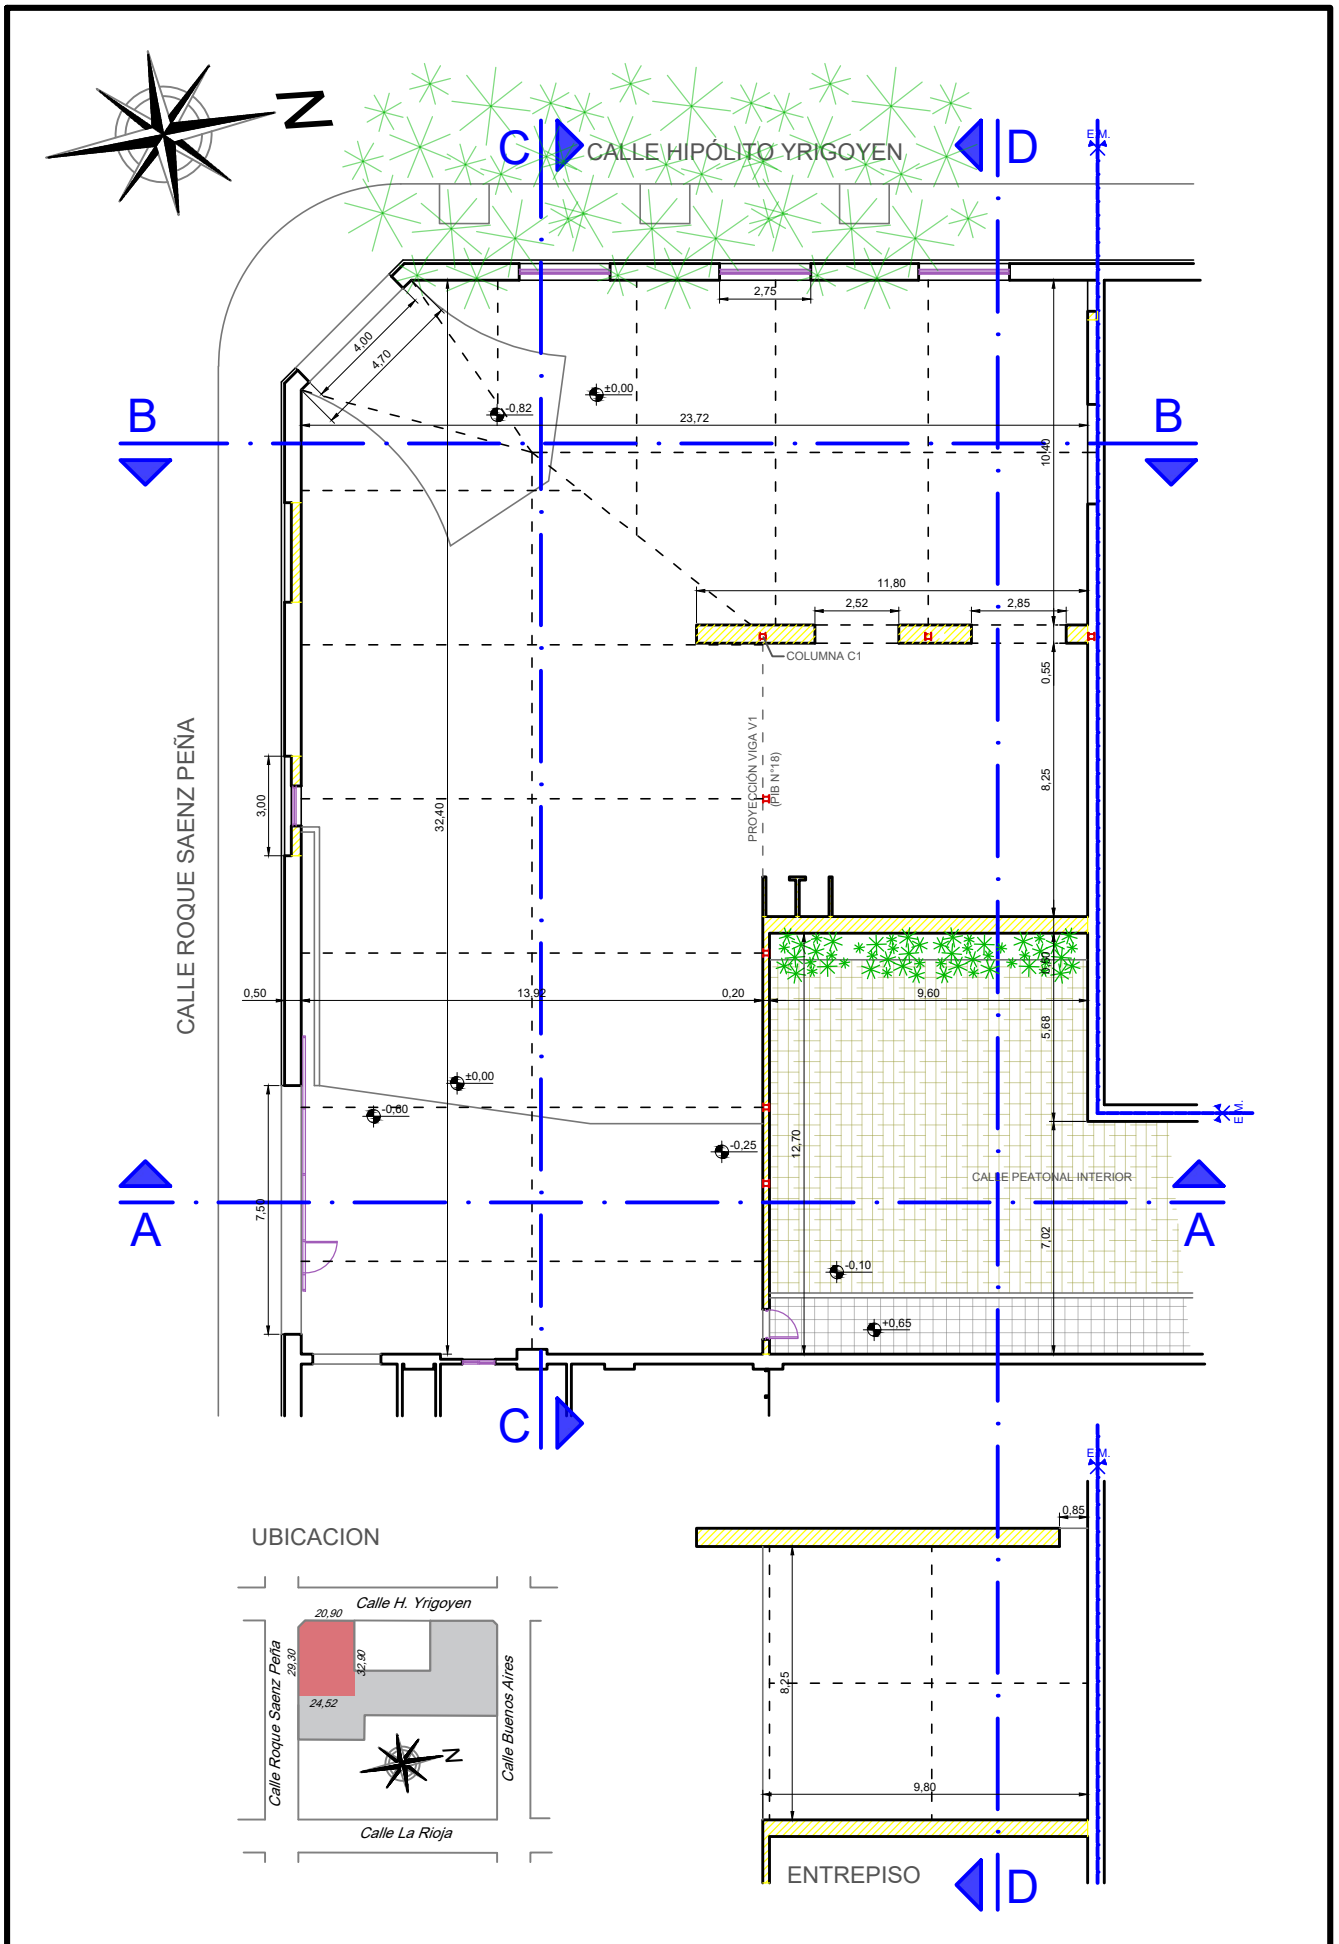 N
E.M.
C
CALLE HIPÓLITO YRIGOYEN
D
2,75
4,00
4,70
±0,00
-0,82
23,72
B
B
10,40
11,80
2,52
2,85
COLUMNA C1
0,55
PROYECCIÓN VIGA V1
(PIB N°18)
8,25
3,00
32,40
CALLE ROQUE SAENZ PEÑA
0,60
0,50
13,92
0,20
9,60
5,68
±0,00
-0,60
-0,25
12,70
E.M.
CALLE PEATONAL INTERIOR
7,50
A
A
7,02
-0,10
+0,65
C
E.M.
0,85
UBICACION
Calle H. Yrigoyen
20,90
29,30
32,90
24,52
Calle Roque Saenz Peña
Calle Buenos Aires
N
Calle La Rioja
8,25
9,80
ENTREPISO
D